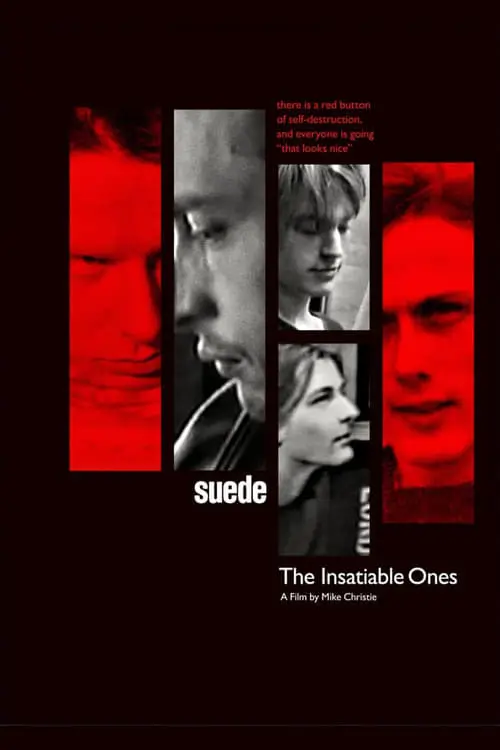 there is a red button
of self-destruction,
and everyone is going
"that looks nice"
suede
The Insatiable Ones
A Film by Mike Christie